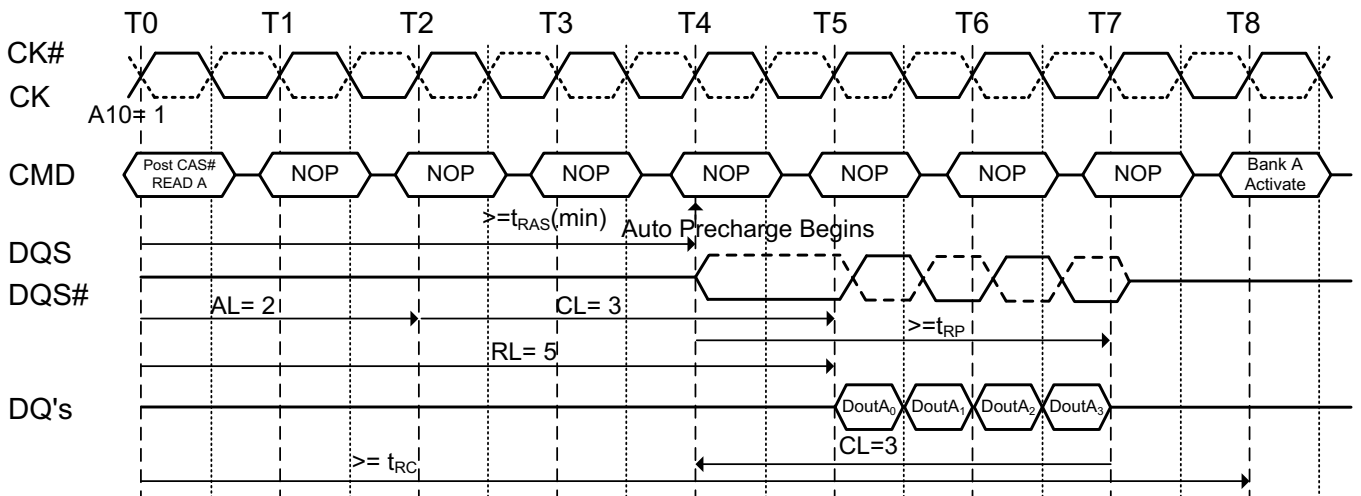 T0 T1 T2 T3 T4 T5 T6 T7 T8
CK#
CK
A10= 1
CMD
Post CAS#
READ A
NOP NOP NOP NOP NOP NOP NOP
Bank A
Activate
>=tRAS(min)
Auto Precharge Begins
DQS
DQS#
AL= 2
CL= 3
>=tRP
RL= 5
DQ's
DoutA0 DoutA1 DoutA2 DoutA3
CL=3
>= tRC